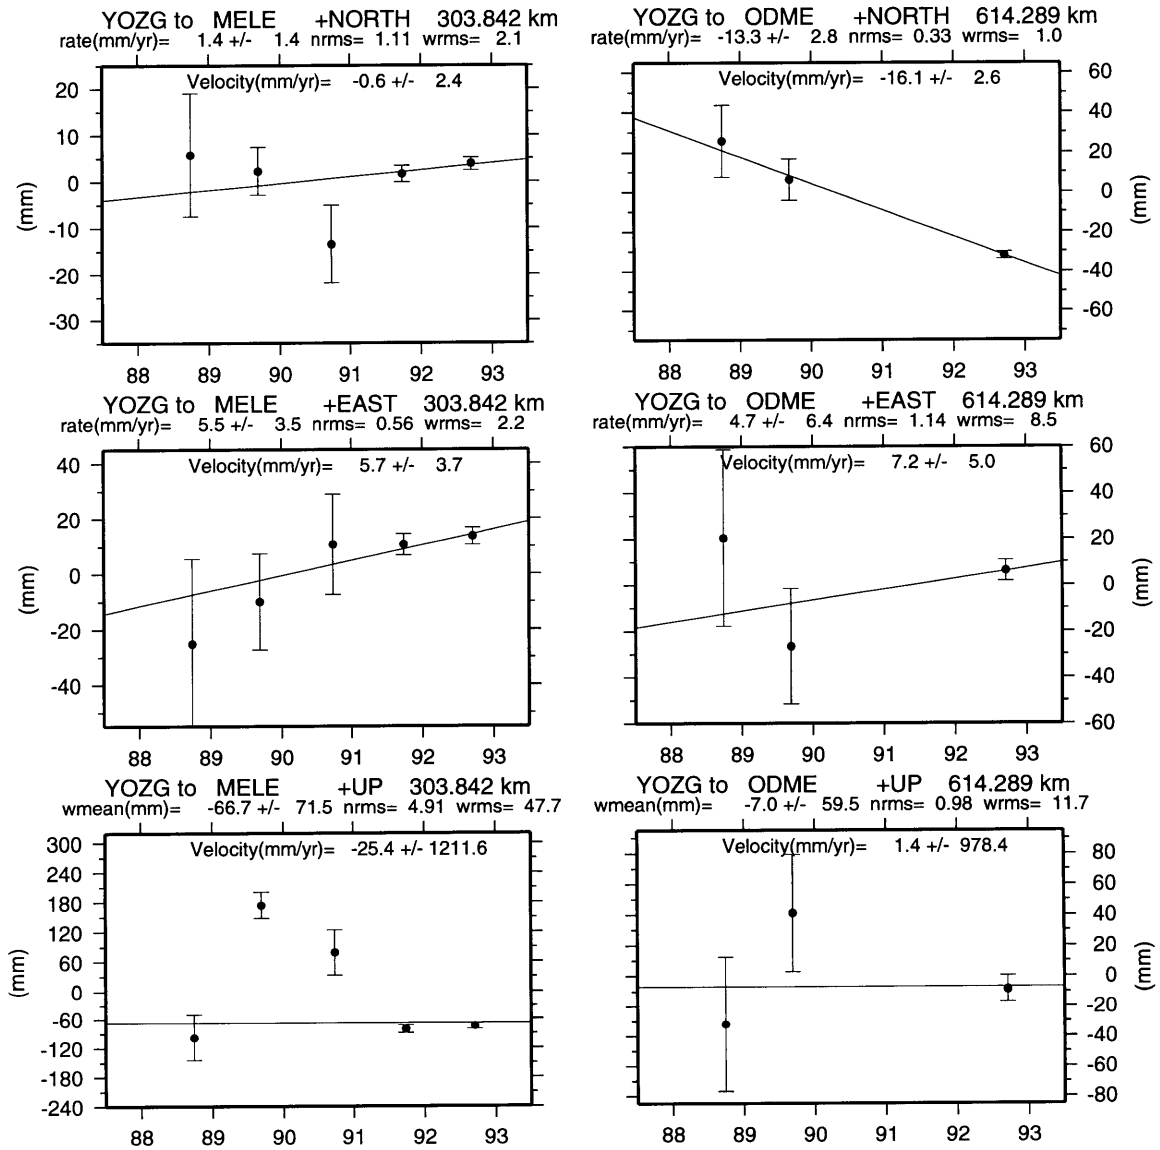 YOZG to MELE +NORTH 303.842 km
rate(mm/yr)= 1.4 +/- 1.4 nrms= 1.11 wrms= 2.1
Velocity(mm/yr)= -0.6 +/- 2.4
20
10
0
-10
-20
-30
(mm)
88 89 90 91 92 93
YOZG to ODME +NORTH 614.289 km
rate(mm/yr)= -13.3 +/- 2.8 nrms= 0.33 wrms= 1.0
Velocity(mm/yr)= -16.1 +/- 2.6
60
40
20
0
-20
-40
-60
(mm)
88 89 90 91 92 93
YOZG to MELE +EAST 303.842 km
rate(mm/yr)= 5.5 +/- 3.5 nrms= 0.56 wrms= 2.2
Velocity(mm/yr)= 5.7 +/- 3.7
40
20
0
-20
-40
(mm)
88 89 90 91 92 93
YOZG to ODME +EAST 614.289 km
rate(mm/yr)= 4.7 +/- 6.4 nrms= 1.14 wrms= 8.5
Velocity(mm/yr)= 7.2 +/- 5.0
60
40
20
0
-20
-40
-60
(mm)
88 89 90 91 92 93
YOZG to MELE +UP 303.842 km
wmean(mm)= -66.7 +/- 71.5 nrms= 4.91 wrms= 47.7
Velocity(mm/yr)= -25.4 +/- 1211.6
300
240
180
120
60
0
-60
-120
-180
-240
(mm)
88 89 90 91 92 93
YOZG to ODME +UP 614.289 km
wmean(mm)= -7.0 +/- 59.5 nrms= 0.98 wrms= 11.7
Velocity(mm/yr)= 1.4 +/- 978.4
80
60
40
20
0
-20
-40
-60
-80
(mm)
88 89 90 91 92 93